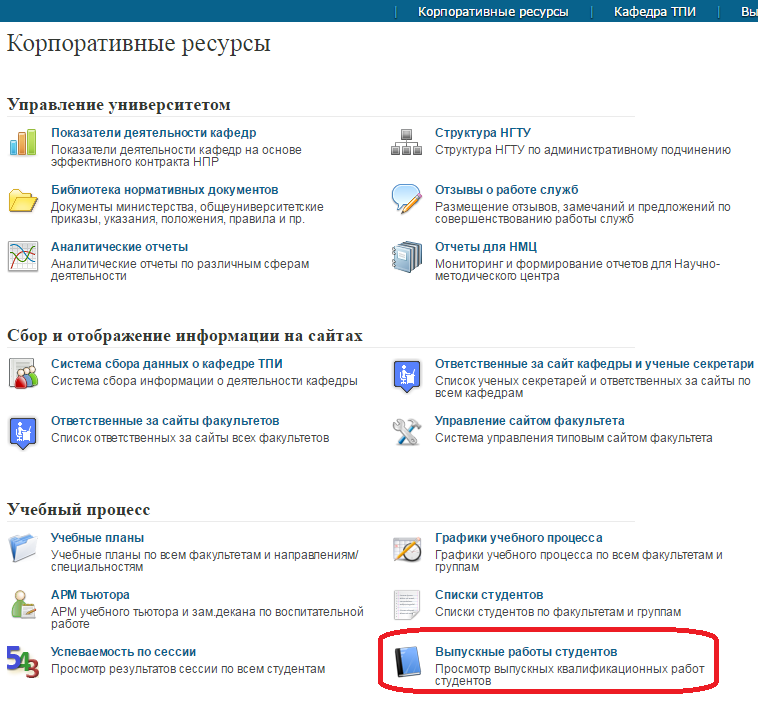 Корпоративные ресурсы
Кафедра ТПИ
Корпоративные ресурсы
Управление университетом
Показатели деятельности кафедр
Показатели деятельности кафедр на основе
эффективного контракта НПР
Структура НГТУ
Структура НГТУ по административному подчинению
Библиотека нормативных документов
Документы министерства, общеуниверситетские
приказы, указания, положения, правила и пр.
Отзывы о работе служб
Размещение отзывов, замечаний и предложений по
совершенствованию работы служб
Аналитические отчеты
Аналитические отчеты по различным сферам
деятельности
Отчеты для НМЦ
Мониторинг и формирование отчетов для Научно-
методического центра
Сбор и отображение информации на сайтах
Система сбора данных о кафедре ТПИ
Система сбора информации о деятельности кафедры
Ответственные за сайт кафедры и ученые секретари
Список ученых секретарей и ответственных за сайты по
всем кафедрам
Ответственные за сайты факультетов
Список ответственных за сайты всех факультетов
Управление сайтом факультета
Система управления типовым сайтом факультета
Учебный процесс
Учебные планы
Учебные планы по всем факультетам и направлениям/
специальностям
Графики учебного процесса
Графики учебного процесса по всем факультетам и
группам
АРМ тьютора
АРМ учебного тьютора и зам.декана по воспитательной
работе
Списки студентов
Списки студентов по факультетам и группам
543
Успеваемость по сессии
Просмотр результатов сессии по всем студентам
Выпускные работы студентов
Просмотр выпускных квалификационных работ
студентов